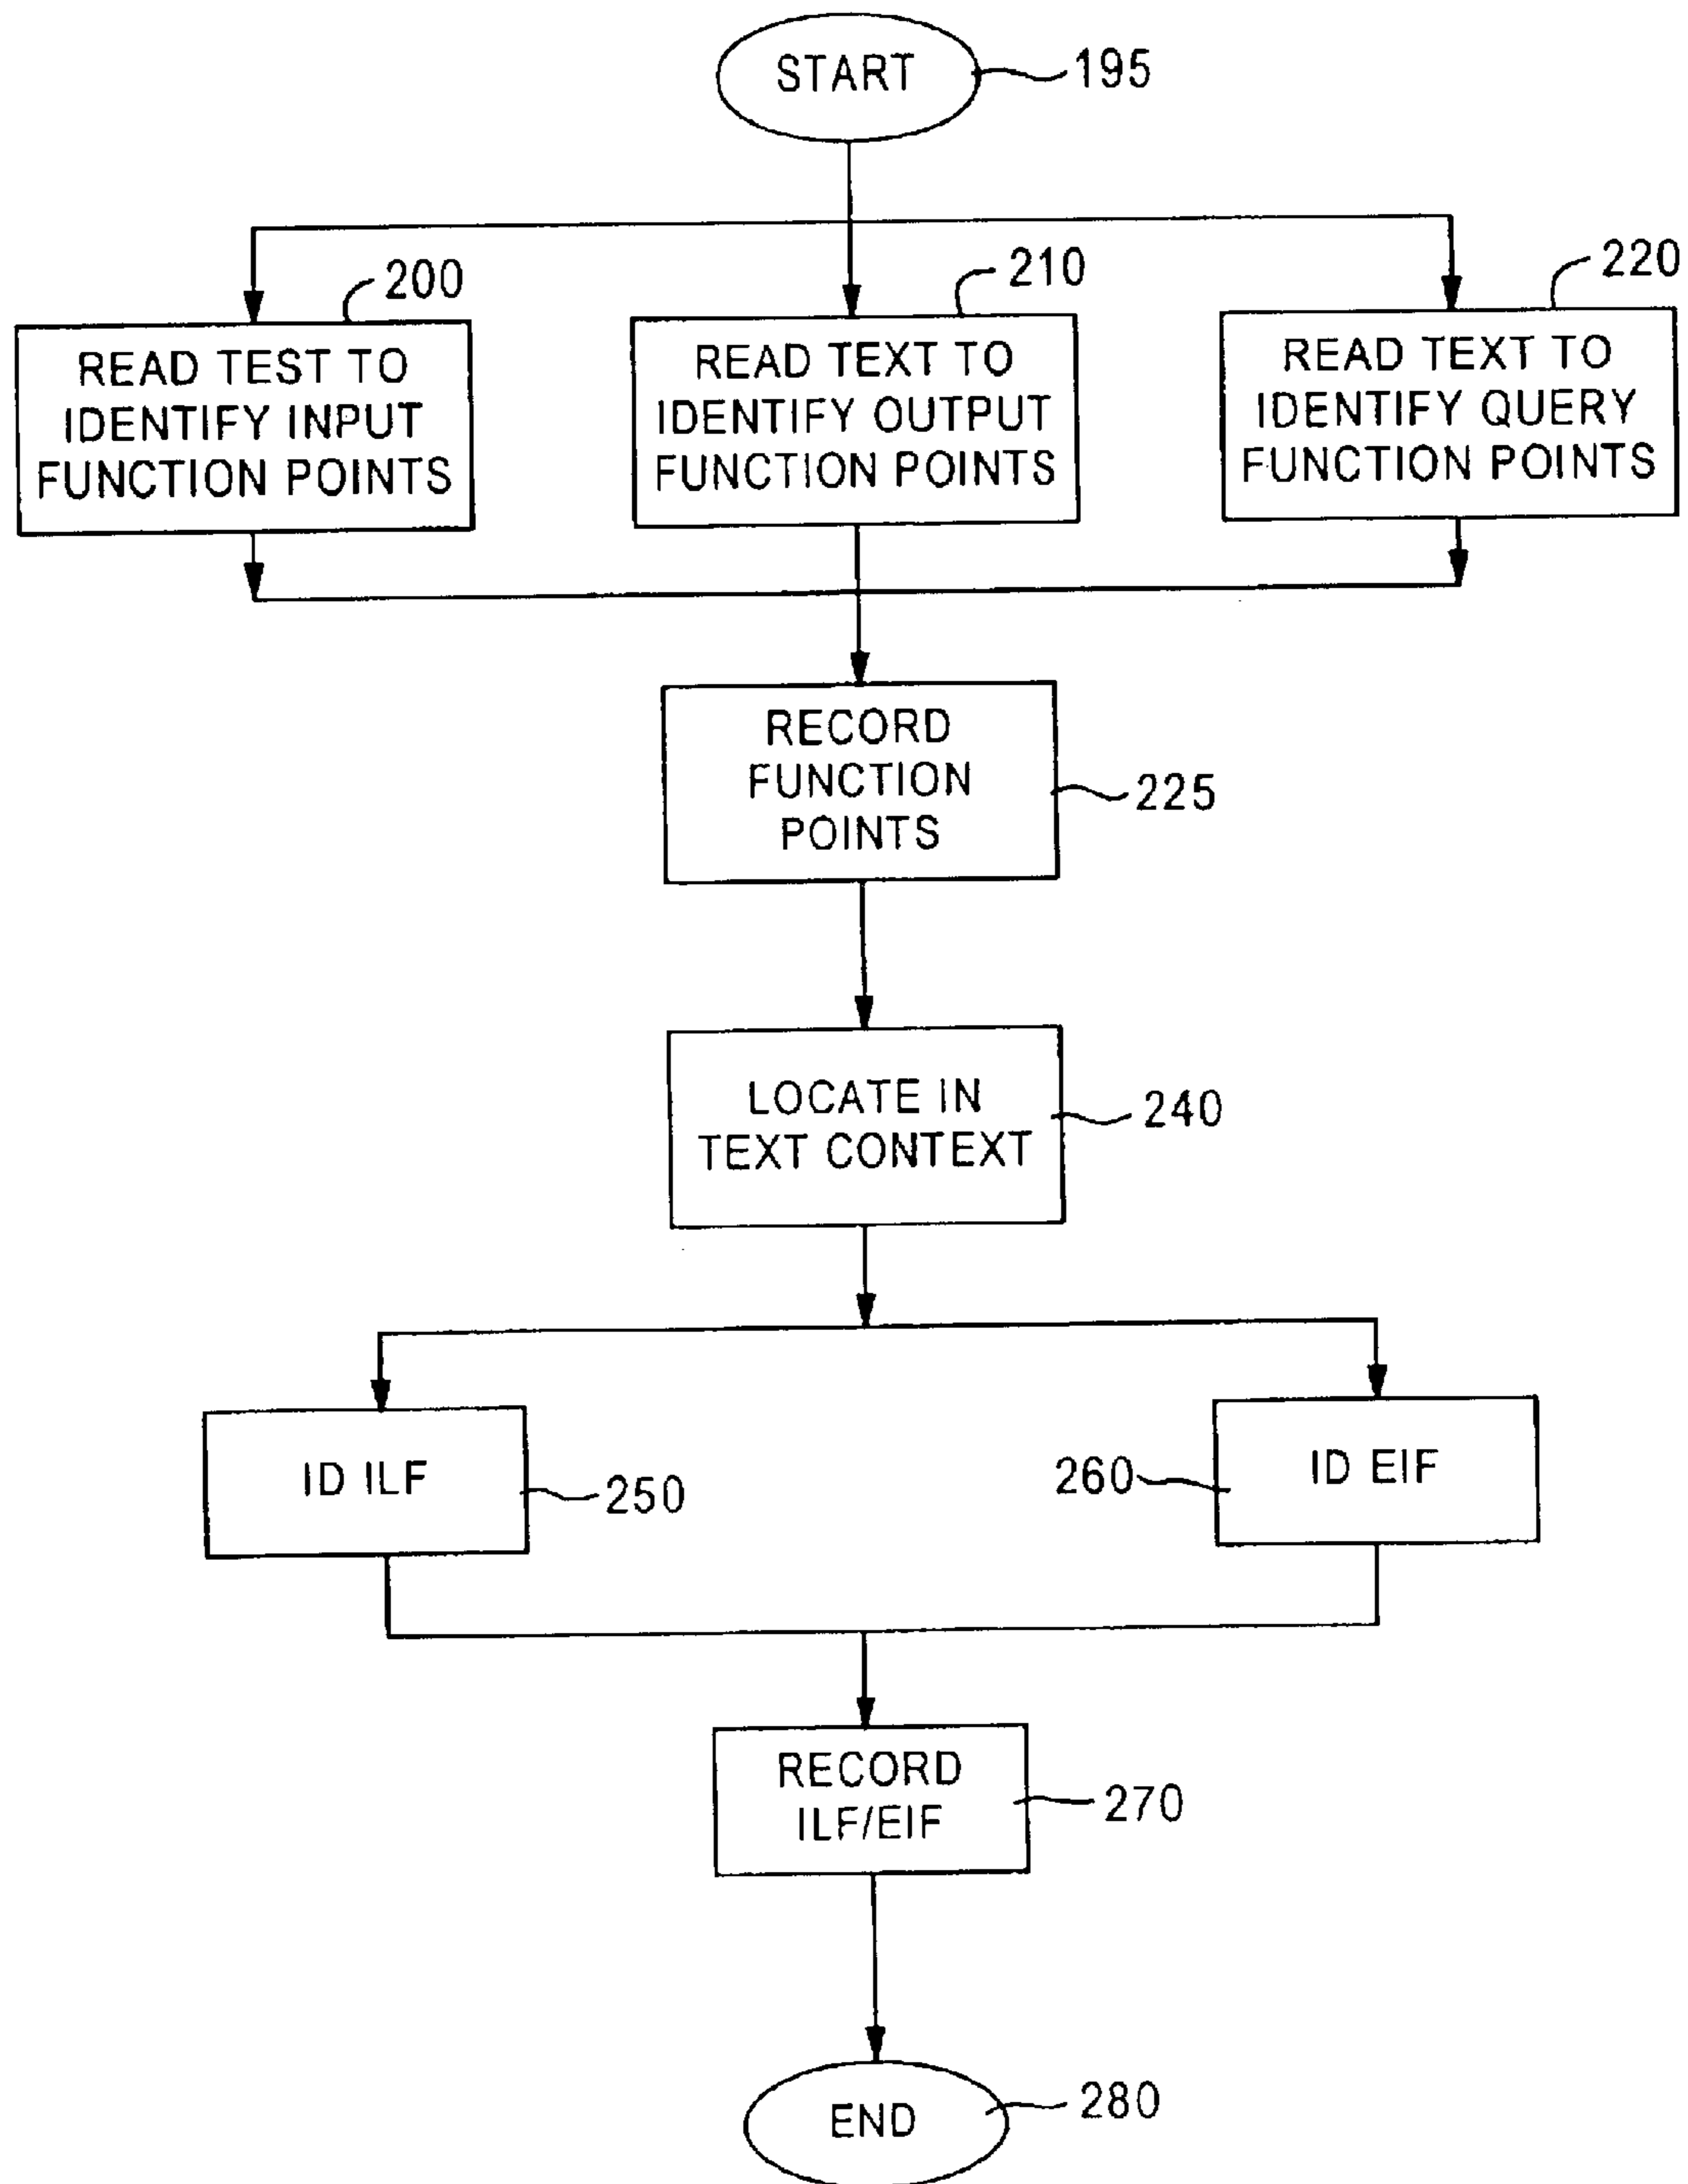 START
195
200
210
220
READ TEST TO
IDENTIFY INPUT
FUNCTION POINTS
READ TEXT TO
IDENTIFY OUTPUT
FUNCTION POINTS
READ TEXT TO
IDENTIFY QUERY
FUNCTION POINTS
RECORD
FUNCTION
POINTS
225
LOCATE IN
TEXT CONTEXT
240
ID ILF
250
260
ID EIF
RECORD
ILF/EIF
270
END
280